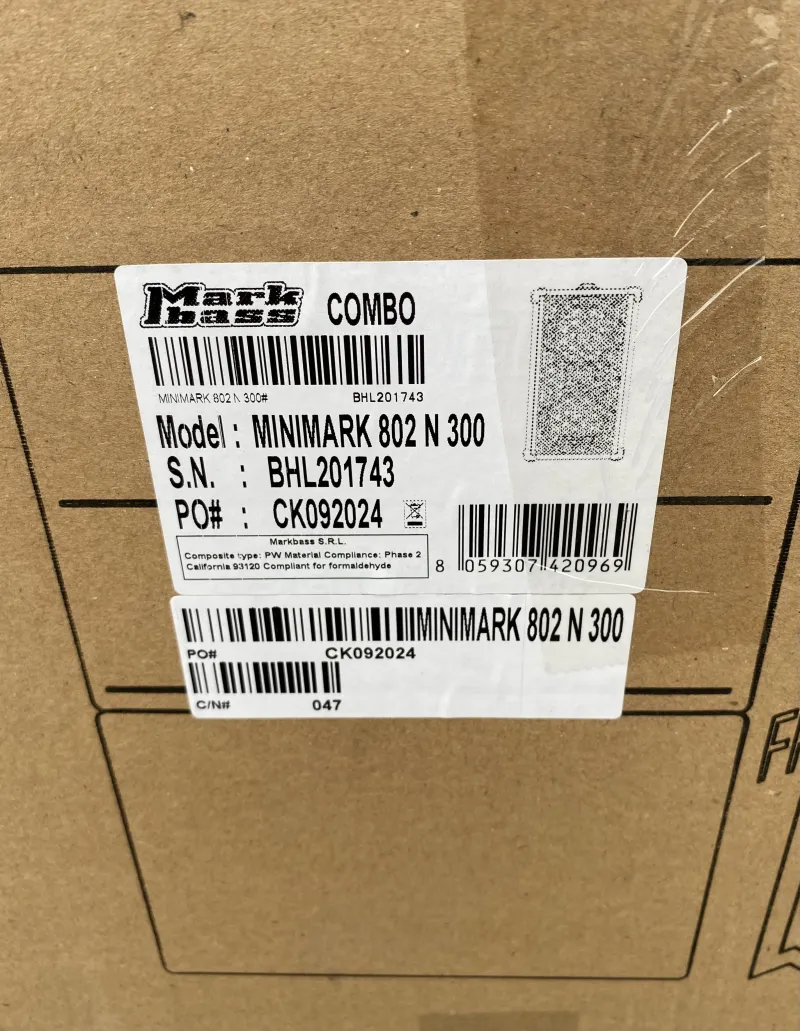 Mark
bass COMBO
MINIMARK 802 N 300# BHL201743
Model : MINIMARK 802 N 300
S.N. : BHL201743
PO# : CK092024
Markbass S.R.L.
Composite type: PW Material Compliance: Phase 2
California 93120 Compliant for formaldehyde
8 059307 420969
MINIMARK 802 N 300
PO# CK092024
C/N# 047